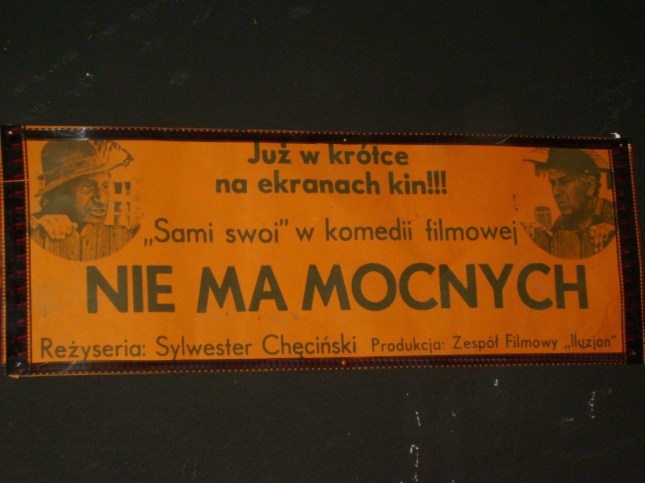 Już w krótce
na ekranach kin!!!
„Sami swoi" w komedii filmowej
NIE MA MOCNYCH
Reżyseria: Sylwester Chęciński Produkcja: Zespół Filmowy „Iluzjon"